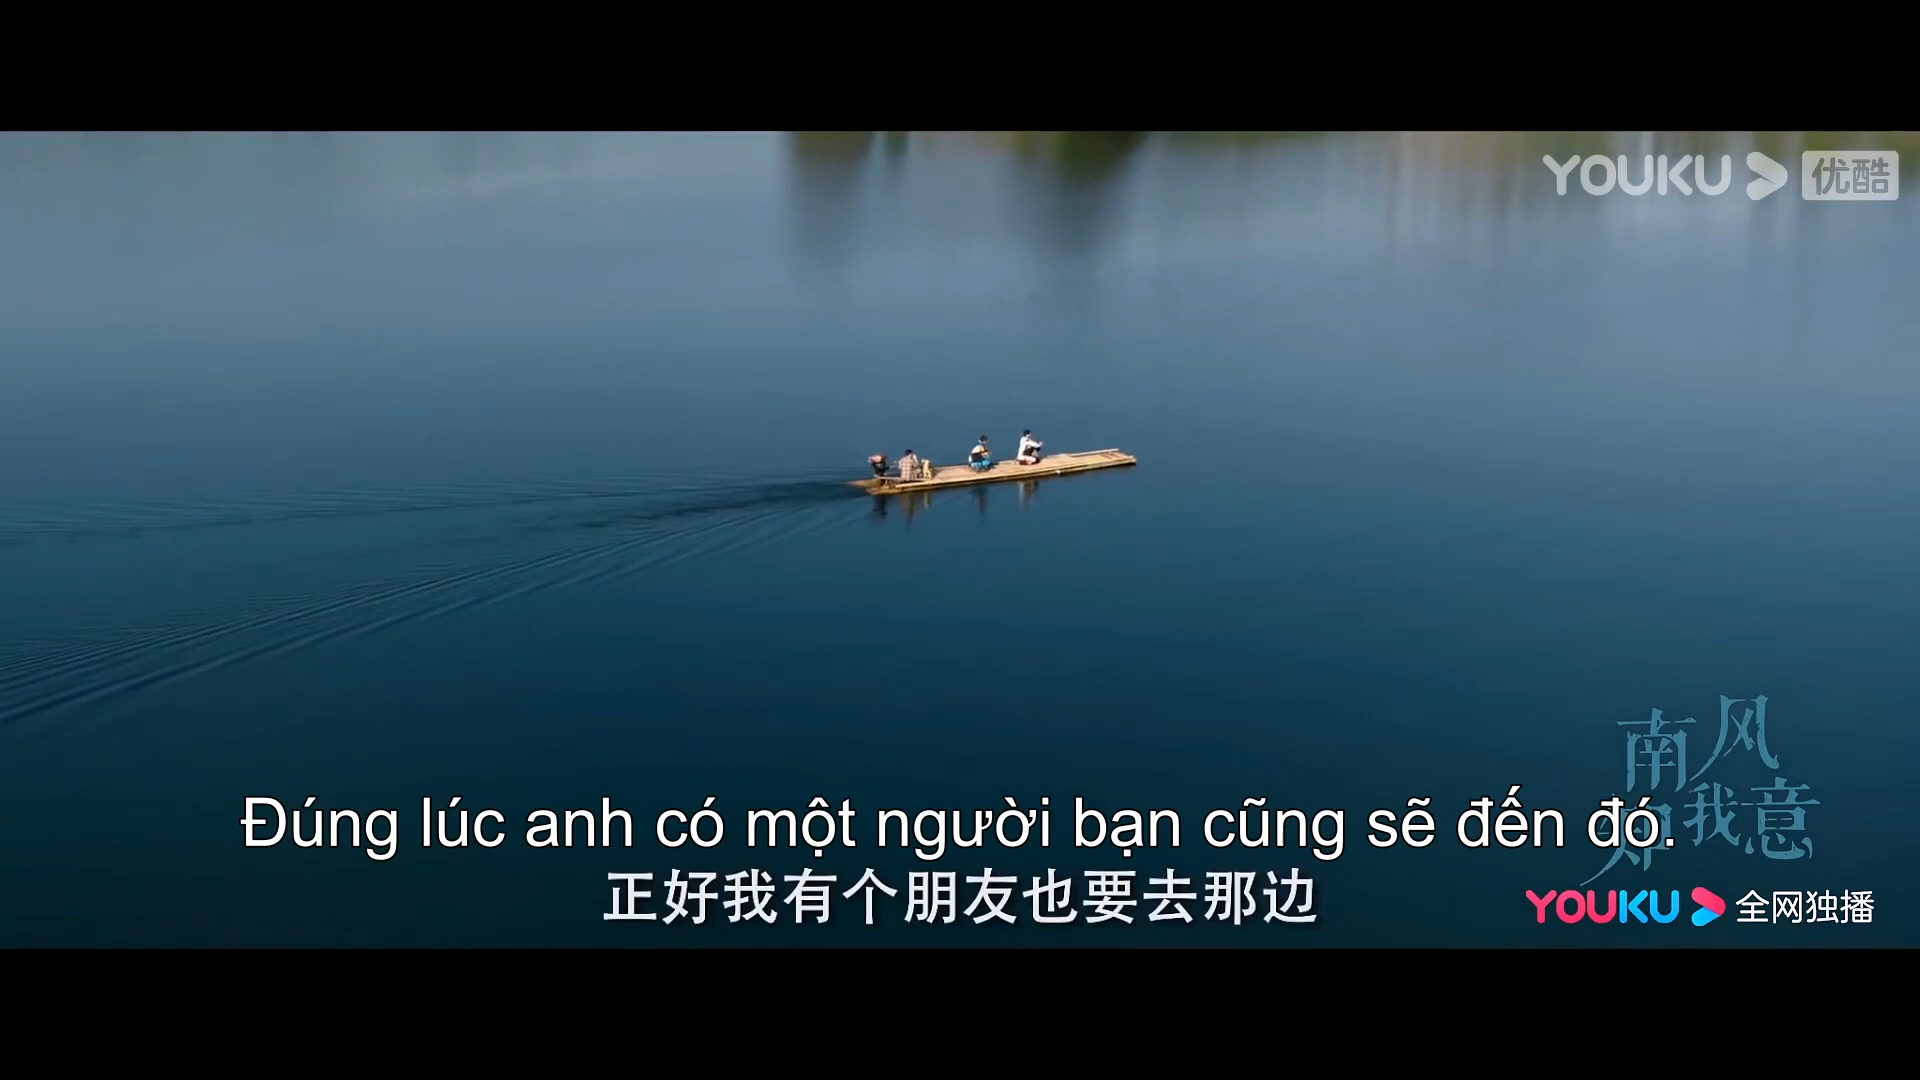 YOUKU 优酷
南风
知我意
Đúng lúc anh có một người bạn cũng sẽ đến đó.
正好我有个朋友也要去那边
YOUKU 全网独播